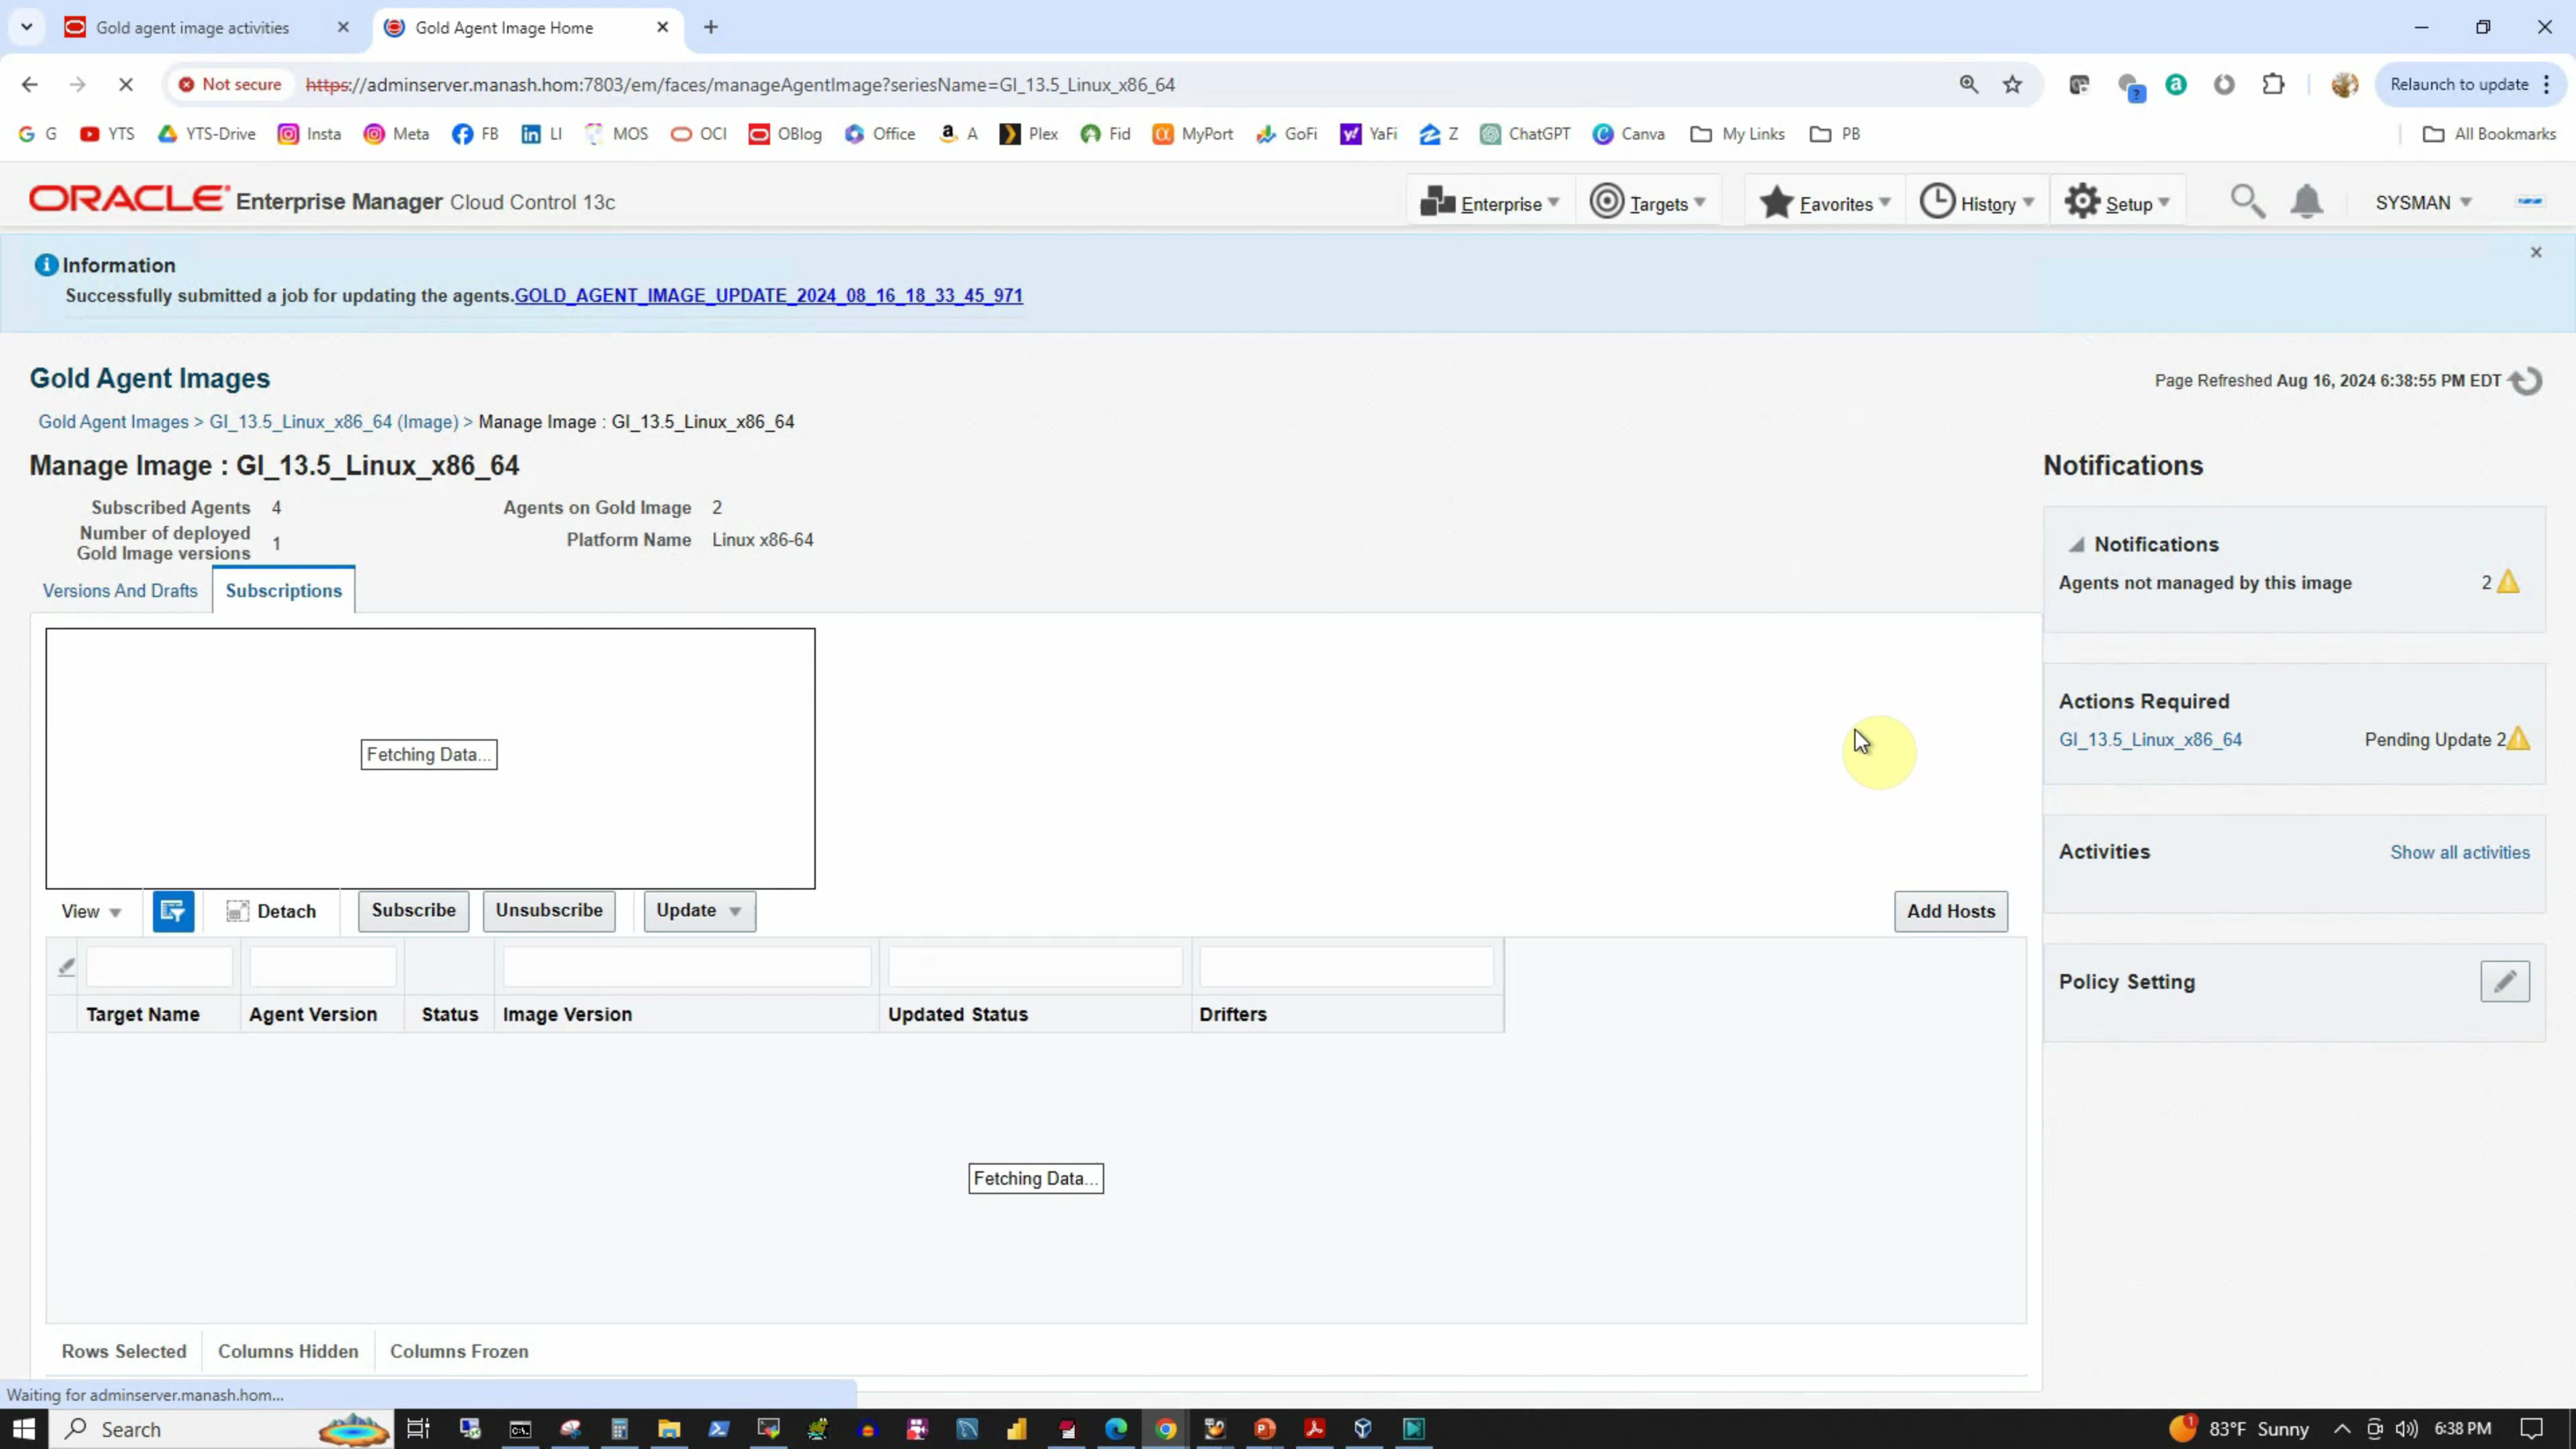 Gold agent image activities
Gold Agent Image Home
Not secure
https://adminserver.manash.hom:7803/em/faces/manageAgentImage?seriesName=GI_13.5_Linux_x86_64
Relaunch to update
G YTS YTS-Drive Insta Meta FB LI MOS OCI OBlog Office A Plex Fid MyPort GoFi YaFi Z ChatGPT Canva My Links PB All Bookmarks
ORACLE Enterprise Manager Cloud Control 13c
Enterprise Targets Favorites History Setup SYSMAN
Information
Successfully submitted a job for updating the agents.GOLD_AGENT_IMAGE_UPDATE_2024_08_16_18_33_45_971
Gold Agent Images
Page Refreshed Aug 16, 2024 6:38:55 PM EDT
Gold Agent Images > GI_13.5_Linux_x86_64 (Image) > Manage Image : GI_13.5_Linux_x86_64
Manage Image : GI_13.5_Linux_x86_64
Subscribed Agents 4
Agents on Gold Image 2
Number of deployed
Gold Image versions 1
Platform Name Linux x86-64
Versions And Drafts
Subscriptions
Fetching Data...
View
Detach
Subscribe
Unsubscribe
Update
Add Hosts
Target Name Agent Version Status Image Version Updated Status Drifters
Fetching Data...
Rows Selected Columns Hidden Columns Frozen
Notifications
Notifications
Agents not managed by this image 2
Actions Required
GI_13.5_Linux_x86_64 Pending Update 2
Activities Show all activities
Policy Setting
Waiting for adminserver.manash.hom...
Search
1
83°F Sunny
6:38 PM